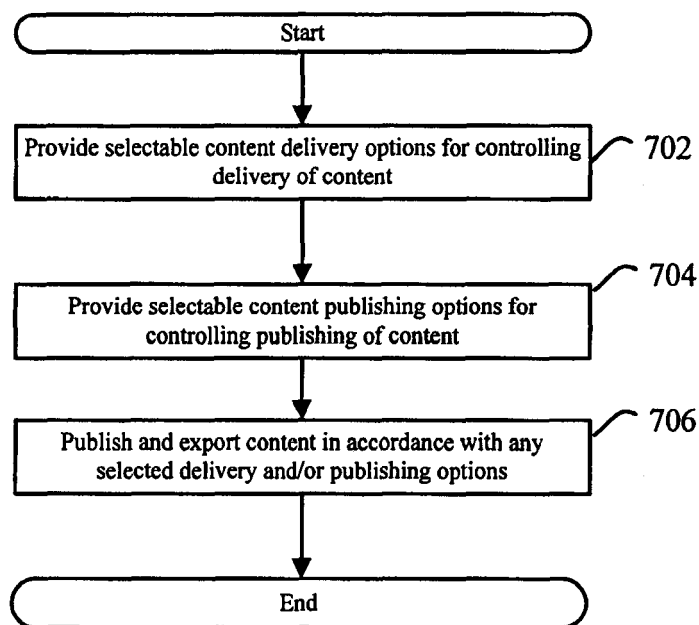 Start
Provide selectable content delivery options for controlling
delivery of content
702
Provide selectable content publishing options for
controlling publishing of content
704
Publish and export content in accordance with any
selected delivery and/or publishing options
706
End